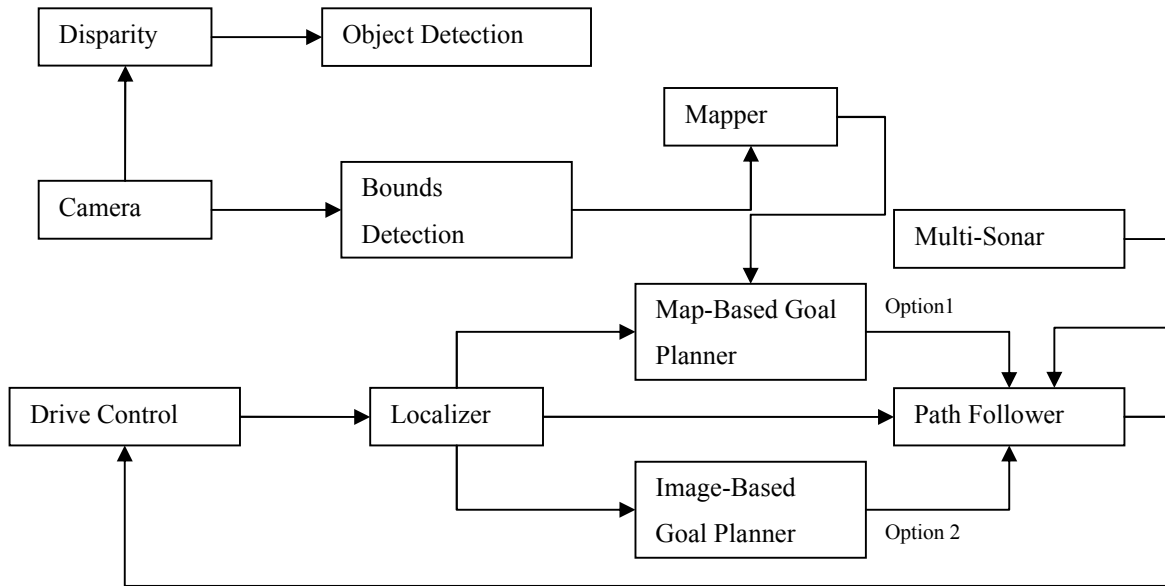 Disparity
Object Detection
Mapper
Camera
Bounds
Detection
Multi-Sonar
Map-Based Goal
Planner
Option1
Drive Control
Localizer
Path Follower
Image-Based
Goal Planner
Option 2